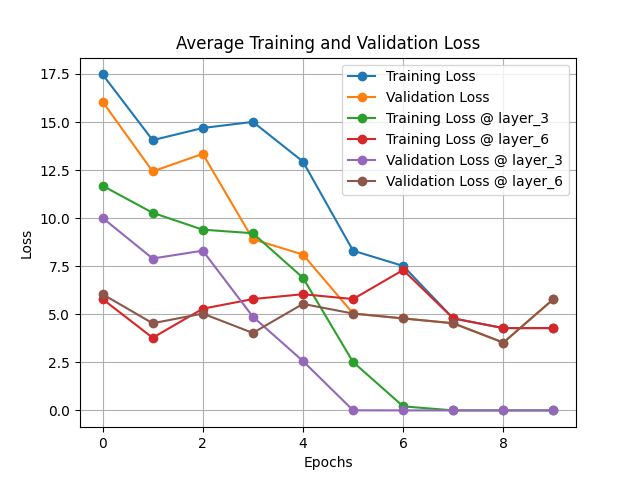 Average Training and Validation Loss
Training Loss
Validation Loss
Training Loss @ layer_3
Training Loss @ layer_6
Validation Loss @ layer_3
Validation Loss @ layer_6
17.5
15.0
12.5
10.0
7.5
5.0
2.5
0.0
Loss
0 2 4 6 8
Epochs